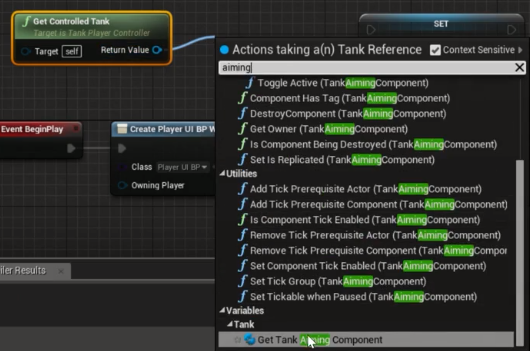 Get Controlled Tank
Target is Tank Player Controller
Target self
Return Value
SET
Event BeginPlay
Create Player UI BP W
Class Player UI BP
Owning Player
iler Results
Actions taking a(n) Tank Reference
Context Sensitive
aiming
Toggle Active (TankAimingComponent)
Component Has Tag (TankAimingComponent)
DestroyComponent (TankAimingComponent)
Get Owner (TankAimingComponent)
Is Component Being Destroyed (TankAimingComponent)
Set Is Replicated (TankAimingComponent)
Utilities
Add Tick Prerequisite Actor (TankAimingComponent)
Add Tick Prerequisite Component (TankAimingComponent)
Is Component Tick Enabled (TankAimingComponent)
Remove Tick Prerequisite Actor (TankAimingComponent)
Remove Tick Prerequisite Component (TankAimingCompor
Set Component Tick Enabled (TankAimingComponent)
Set Tick Group (TankAimingComponent)
Set Tickable when Paused (TankAimingComponent)
Variables
Tank
Get Tank Aiming Component